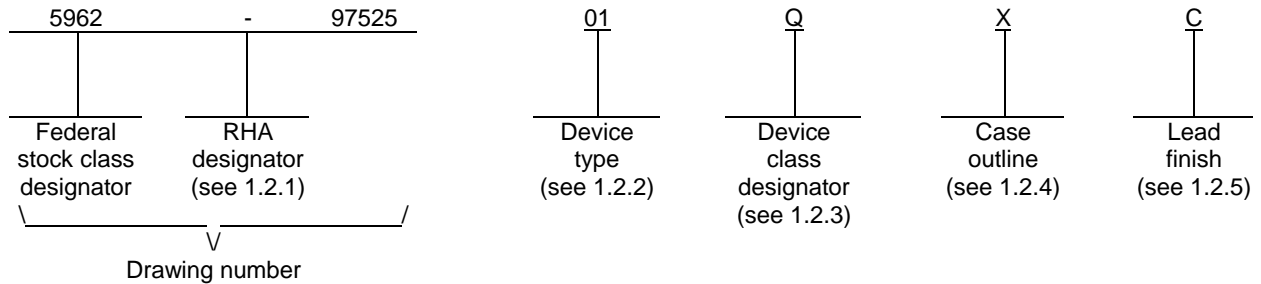 5962 - 97525 01 Q X C
Federal stock class designator
RHA designator (see 1.2.1)
Device type (see 1.2.2)
Device class designator (see 1.2.3)
Case outline (see 1.2.4)
Lead finish (see 1.2.5)
Drawing number